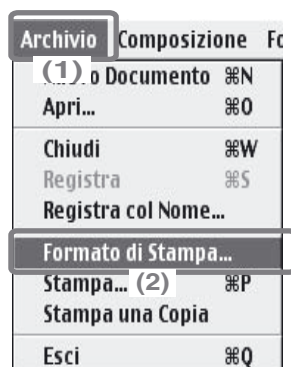 Archivio Composizione Fo
(1)
Documento ⌘N
Apri... ⌘O
Chiudi ⌘W
Registra ⌘S
Registra col Nome...
Formato di Stampa...
Stampa... (2) ⌘P
Stampa una Copia
Esci ⌘Q